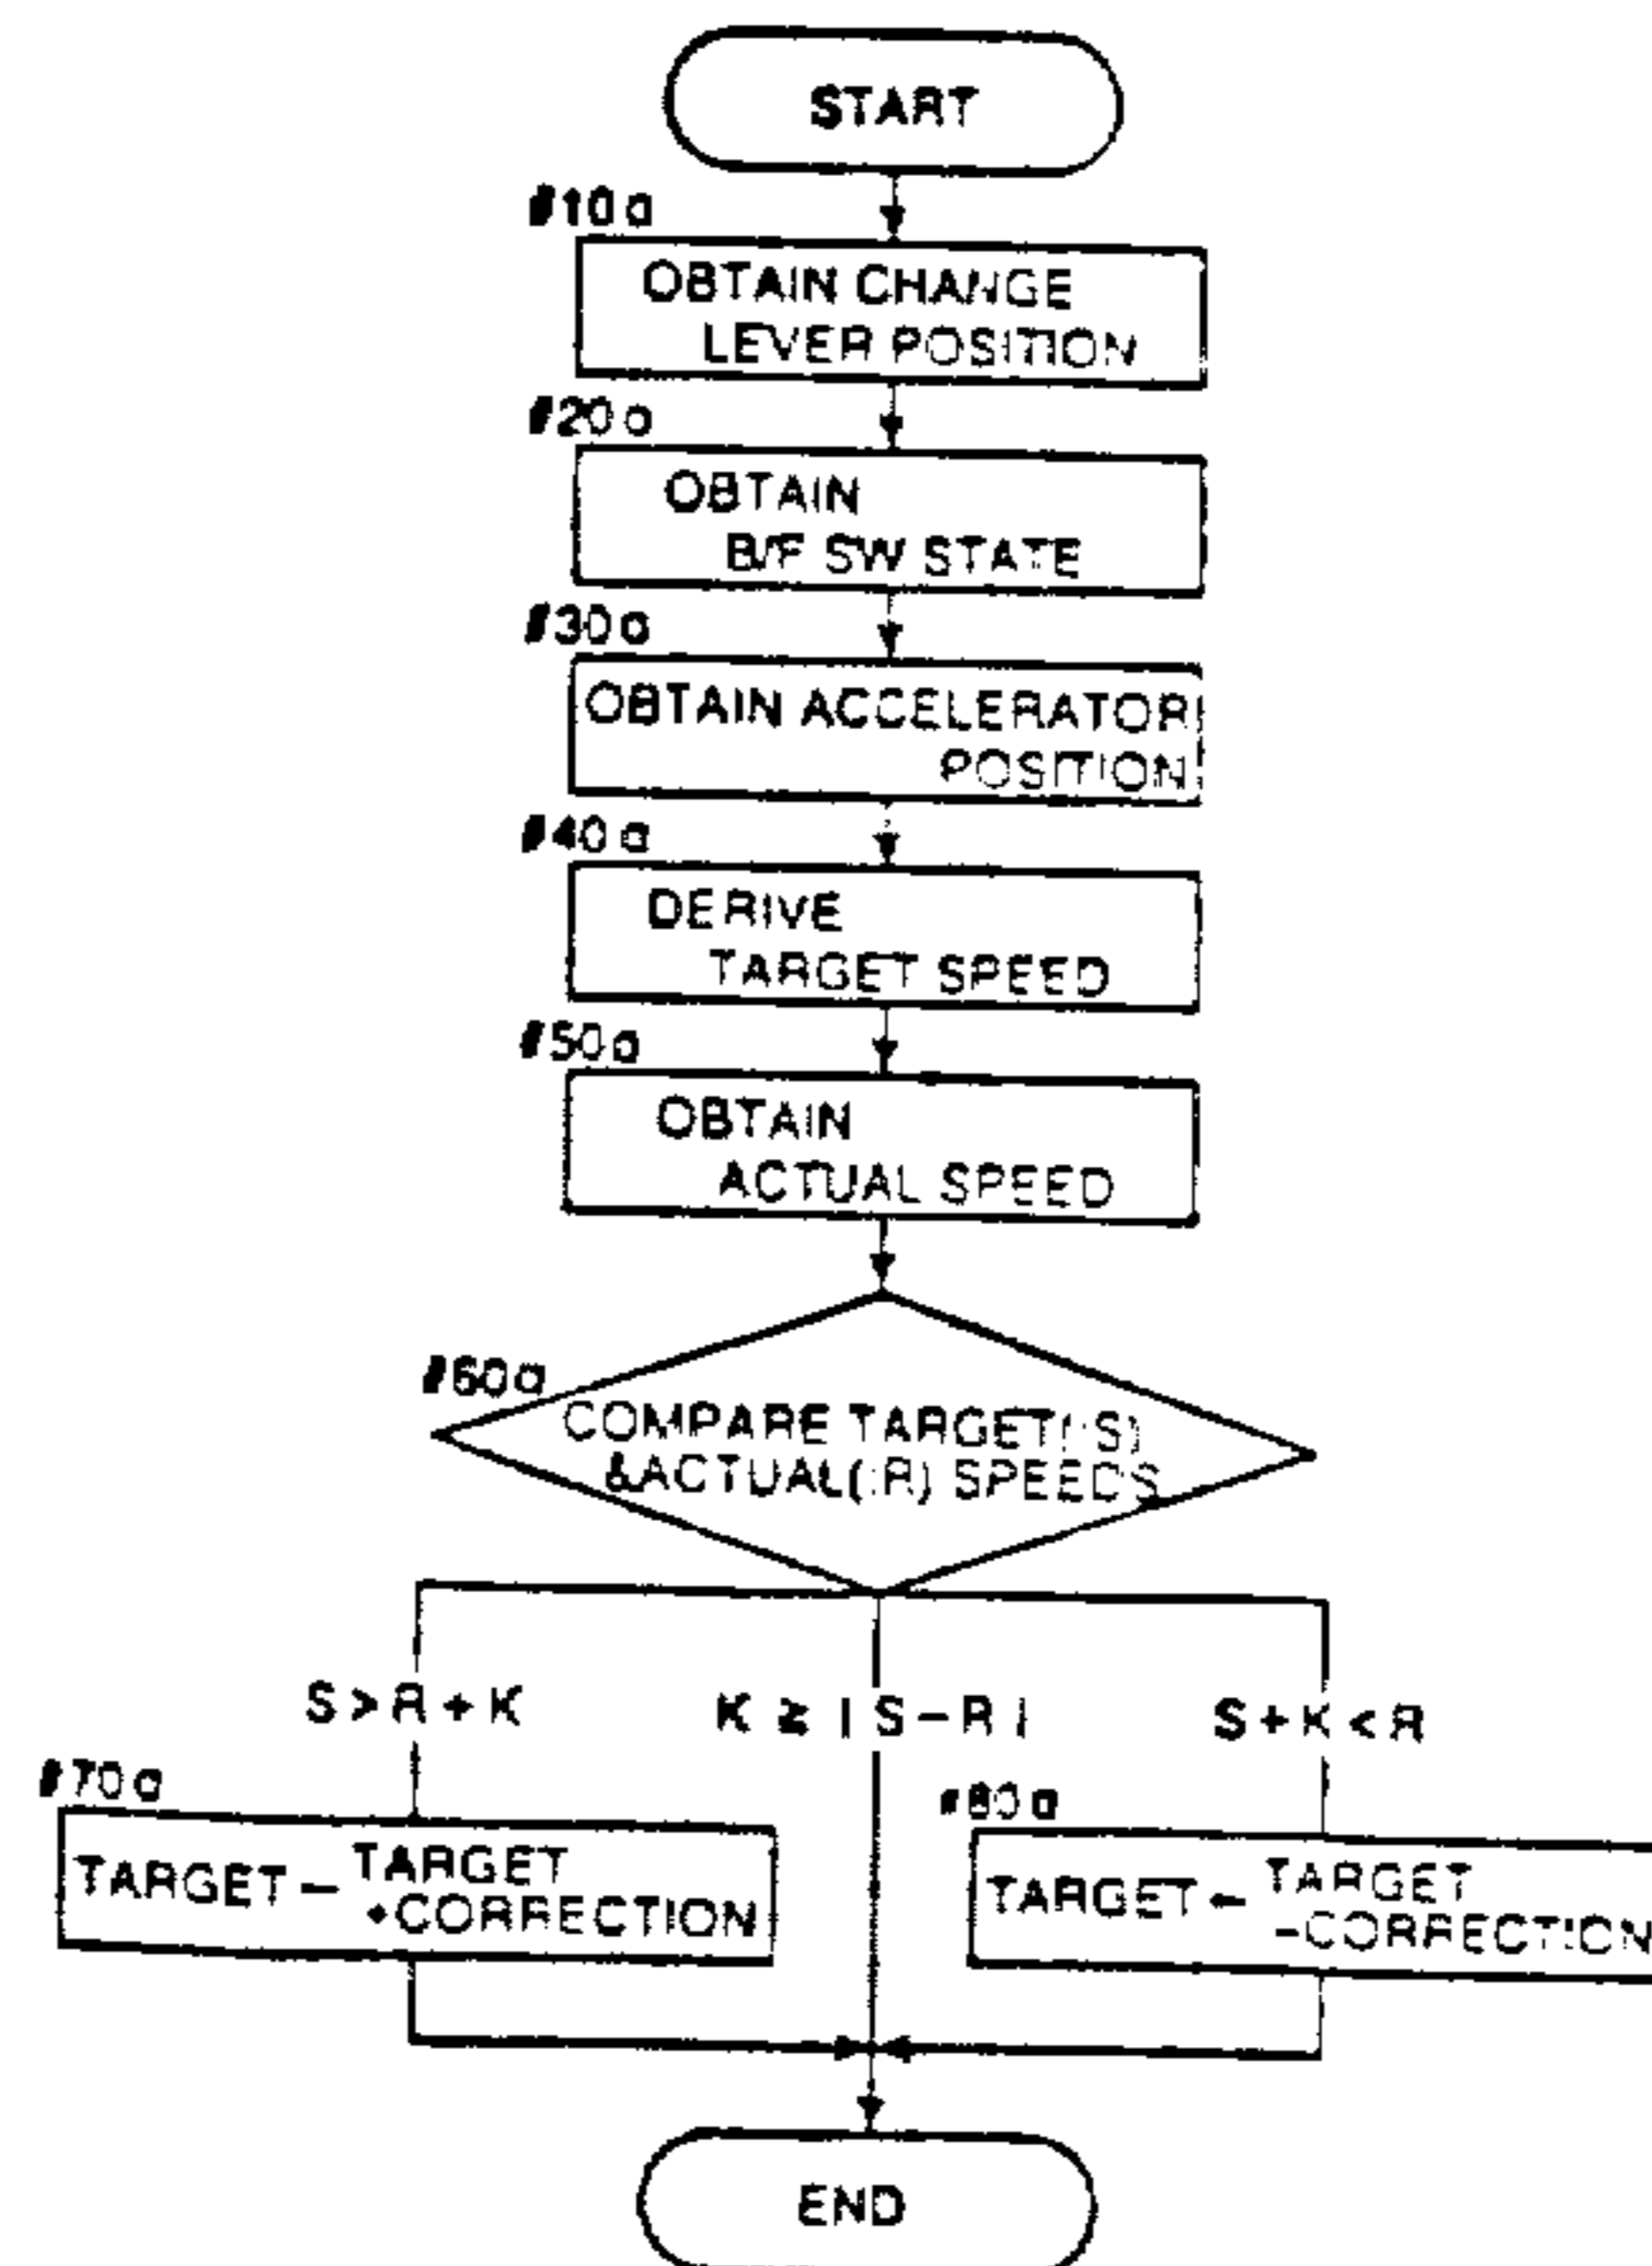 START
#10a
OBTAIN CHANGE
LEVER POSITION
#20a
OBTAIN
B/F SW STATE
#30a
OBTAIN ACCELERATOR
POSITION
#40a
DERIVE
TARGET SPEED
#50a
OBTAIN
ACTUAL SPEED
#60a
COMPARE TARGET(:S)
&ACTUAL(:R) SPEEDS
S>R+K
K ≧ |S-R|
S+K<R
#70a
TARGET← TARGET
+CORRECTION
#80a
TARGET← TARGET
-CORRECTION
END